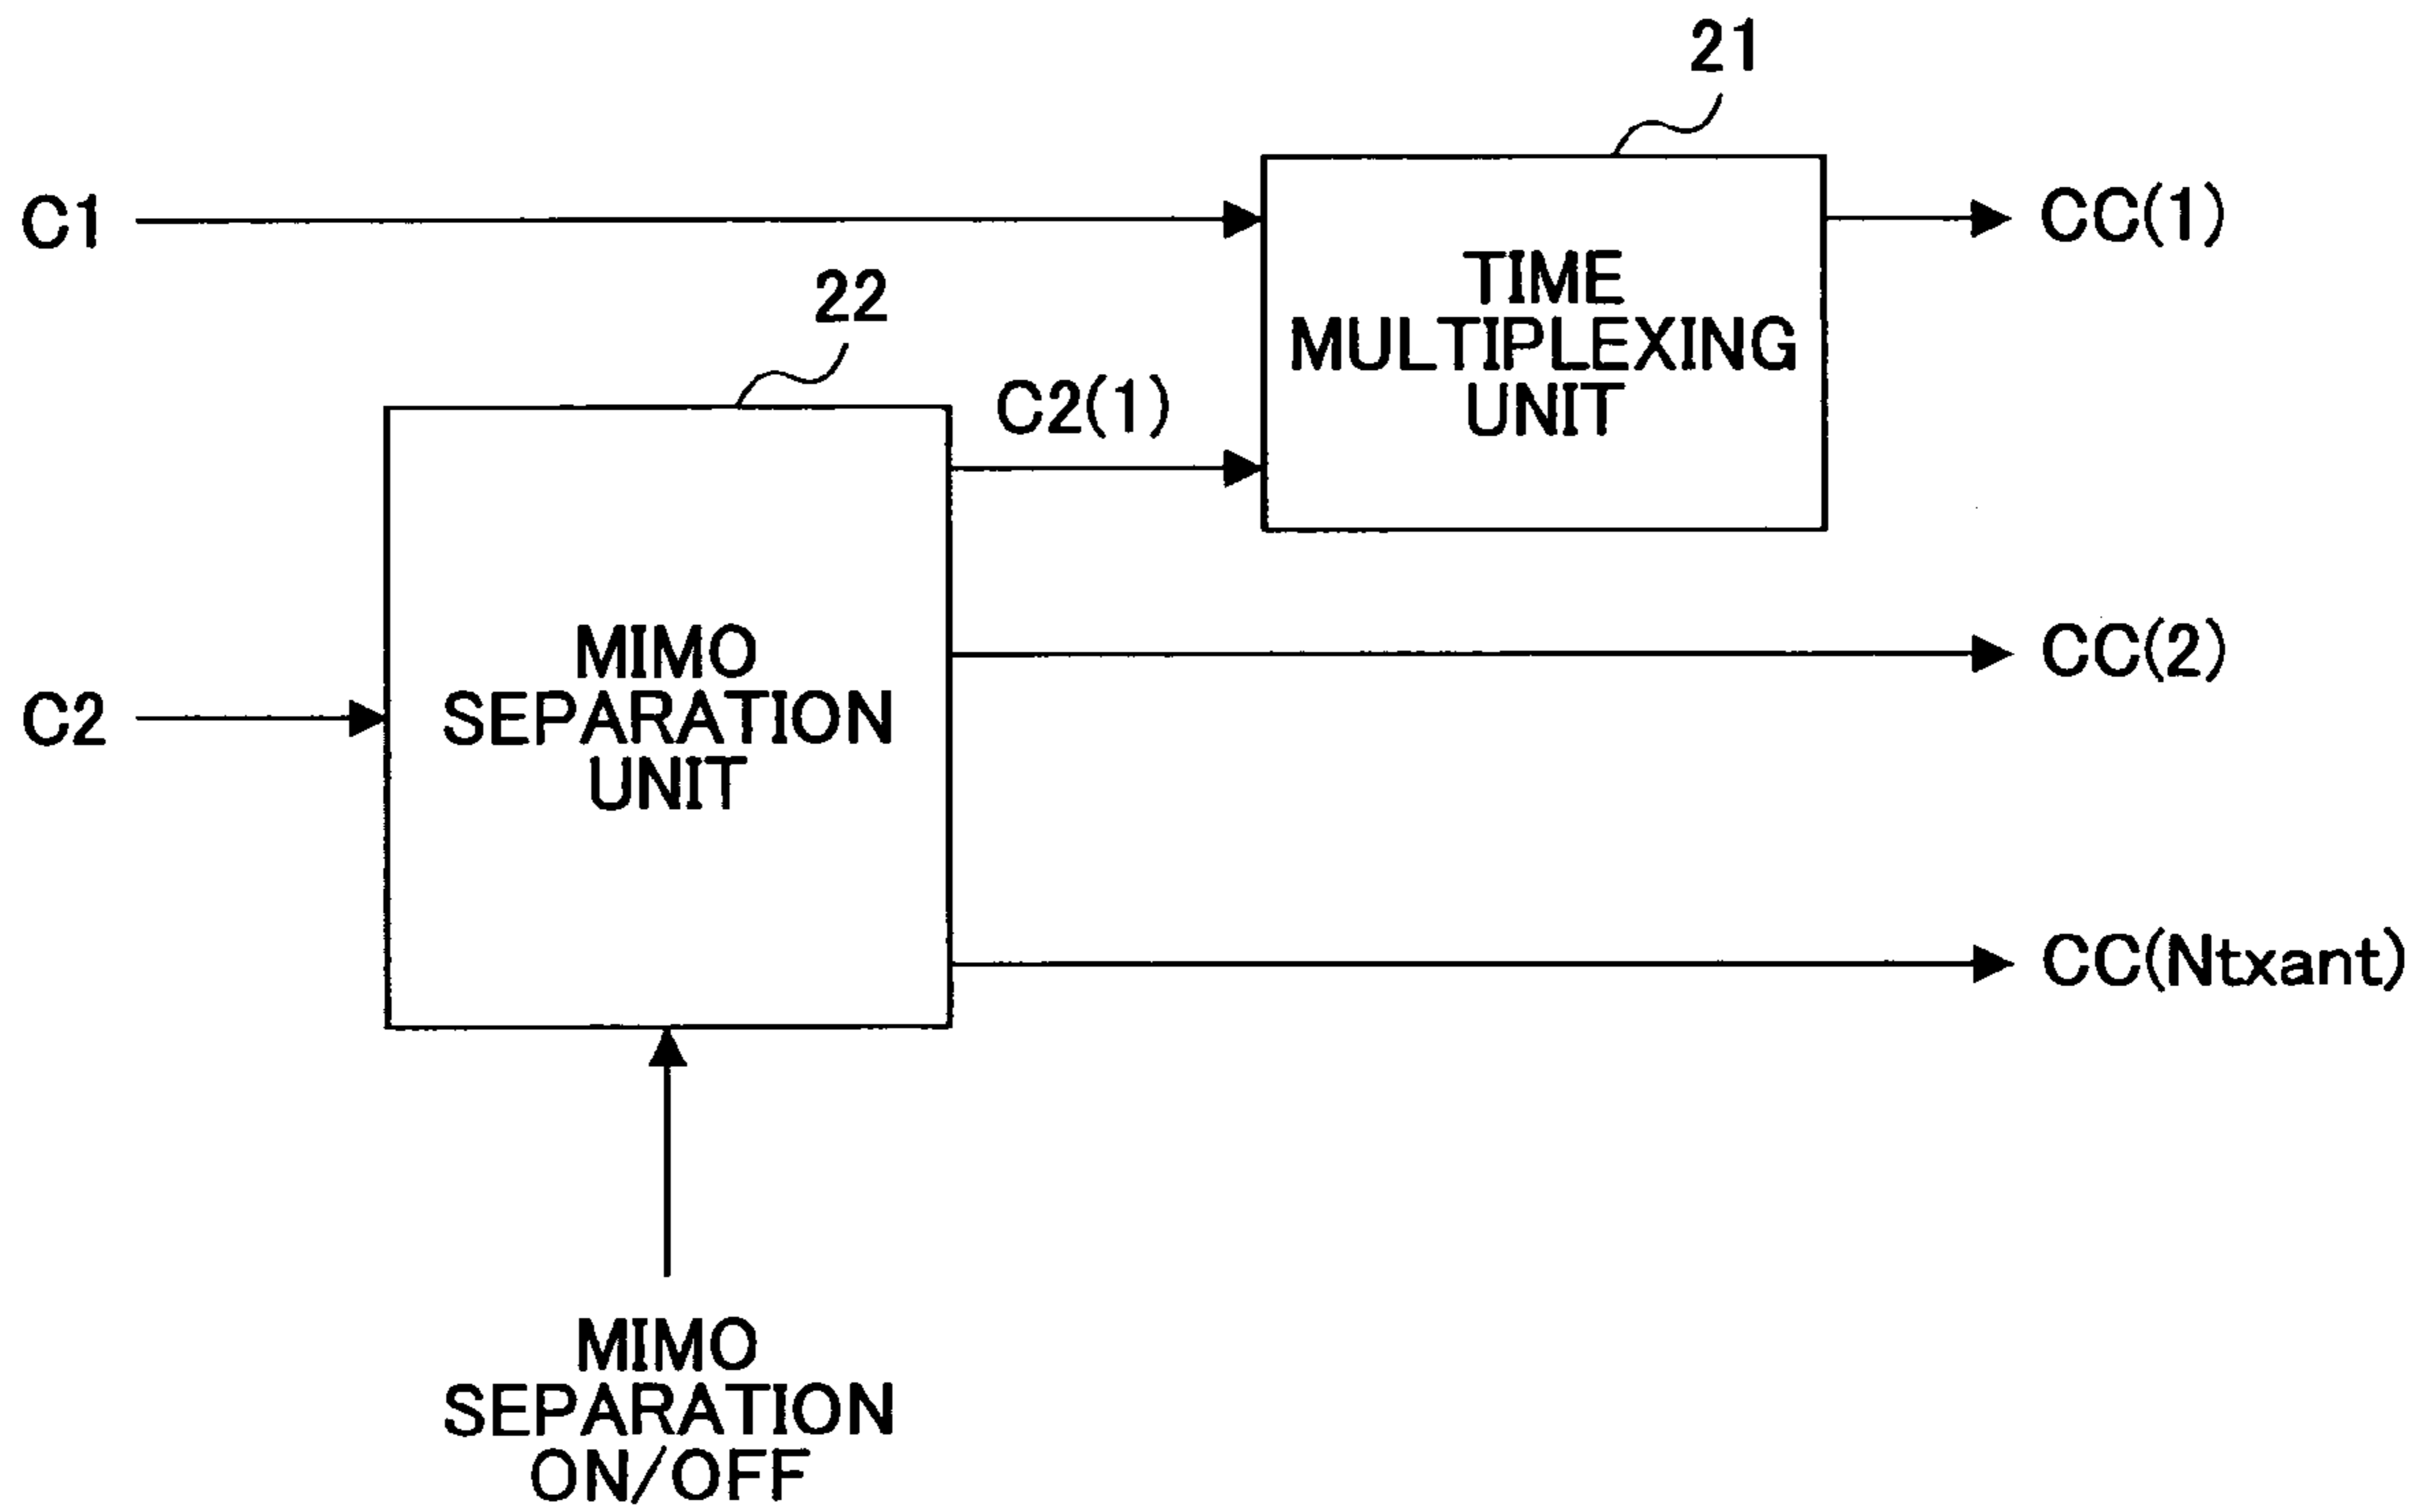 21
C1
CC(1)
TIME
MULTIPLEXING
UNIT
22
C2(1)
MIMO
SEPARATION
UNIT
CC(2)
C2
CC(Ntxant)
MIMO
SEPARATION
ON/OFF